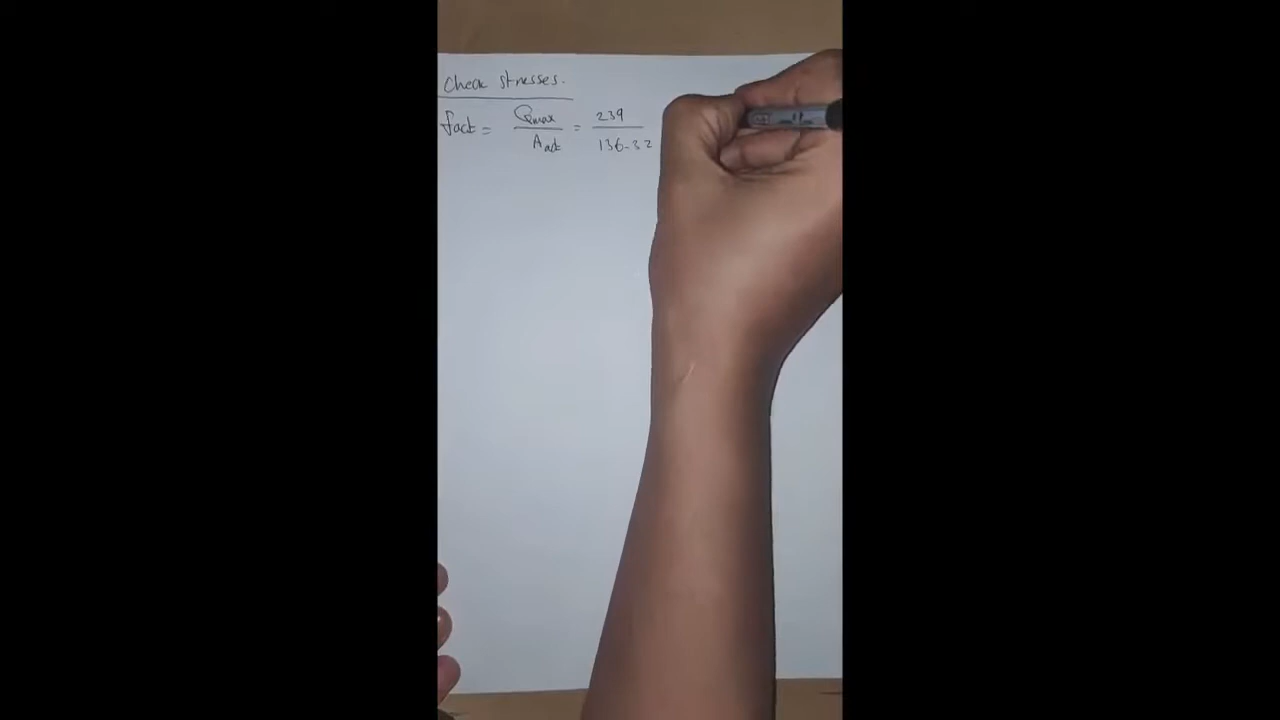 Check stresses.
fact = Qmax / Aact = 239 / 136.32